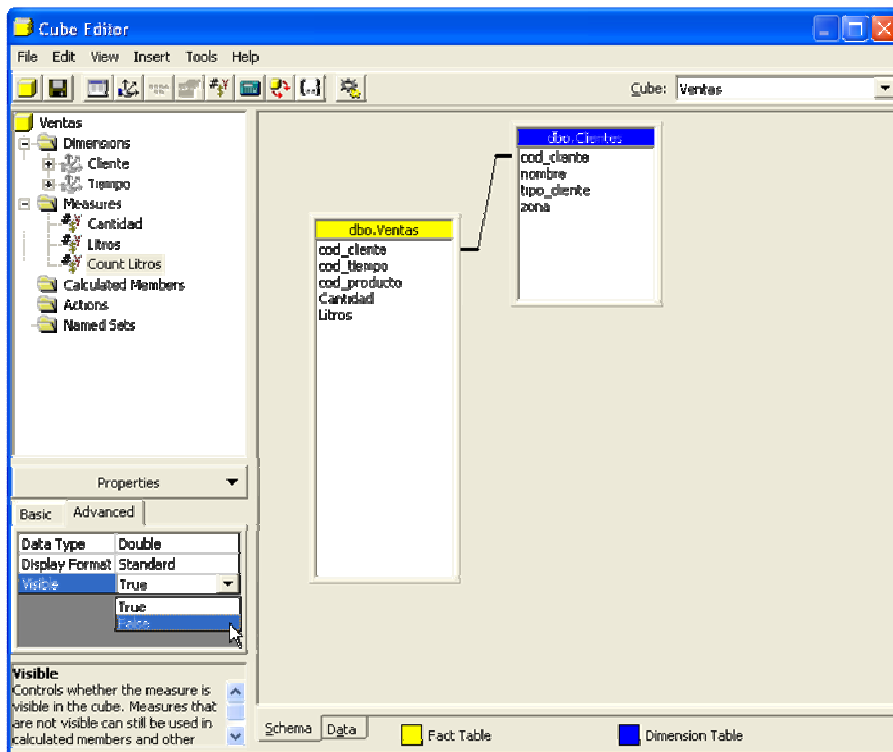 Cube Editor
File Edit View Insert Tools Help
Cube: Ventas
Ventas
Dimensions
Cliente
Tiempo
Measures
Cantidad
Litros
Count Litros
Calculated Members
Actions
Named Sets
dbo.Ventas
cod_cliente
cod_tiempo
cod_producto
Cantidad
Litros
dbo.Clientes
cod_cliente
nombre
tipo_cliente
zona
Properties
Basic Advanced
Data Type Double
Display Format Standard
Visible True
True
False
Visible
Controls whether the measure is
visible in the cube. Measures that
are not visible can still be used in
calculated members and other
Schema Data Fact Table Dimension Table